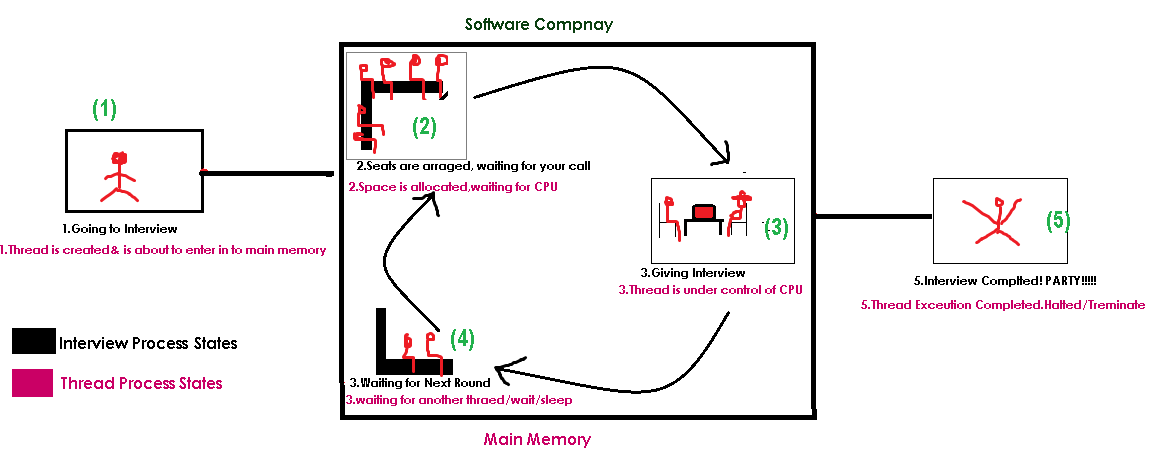 Software Compnay
(1)
(2)
2.Seats are arraged, waiting for your call
2.Space is allocated,waiting for CPU
1.Going to Interview
1.Thread is created & is about to enter in to main memory
(3)
3.Giving Interview
3.Thread is under control of CPU
(5)
5.Interview Complted! PARTY!!!!!
5.Thread Exceution Completed.Halted/Treminate
(4)
3.Waiting for Next Round
3.waiting for another thraed/wait/sleep
Interview Process States
Thread Process States
Main Memory